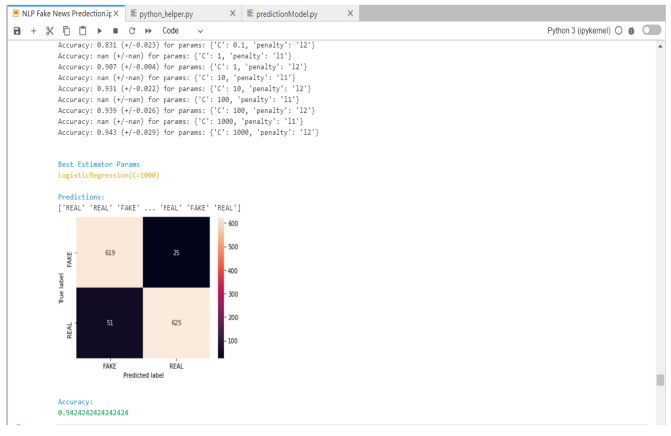 NLP Fake News Predection.ip X python_helper.py X predictionModel.py X
Code Python 3 (ipykernel)
Accuracy: 0.831 (+/-0.023) for params: {'C': 0.1, 'penalty': 'l2'}
Accuracy: nan (+/-nan) for params: {'C': 1, 'penalty': 'l1'}
Accuracy: 0.907 (+/-0.004) for params: {'C': 1, 'penalty': 'l2'}
Accuracy: nan (+/-nan) for params: {'C': 10, 'penalty': 'l1'}
Accuracy: 0.931 (+/-0.022) for params: {'C': 10, 'penalty': 'l2'}
Accuracy: nan (+/-nan) for params: {'C': 100, 'penalty': 'l1'}
Accuracy: 0.939 (+/-0.026) for params: {'C': 100, 'penalty': 'l2'}
Accuracy: nan (+/-nan) for params: {'C': 1000, 'penalty': 'l1'}
Accuracy: 0.943 (+/-0.029) for params: {'C': 1000, 'penalty': 'l2'}
Best Estimator Params
LogisticRegression(C=1000)
Predictions:
['REAL' 'REAL' 'FAKE' ... 'REAL' 'FAKE' 'REAL']
600
500
400
300
200
100
True label
FAKE
REAL
619 25
51 625
FAKE REAL
Predicted label
Accuracy:
0.9424242424242424